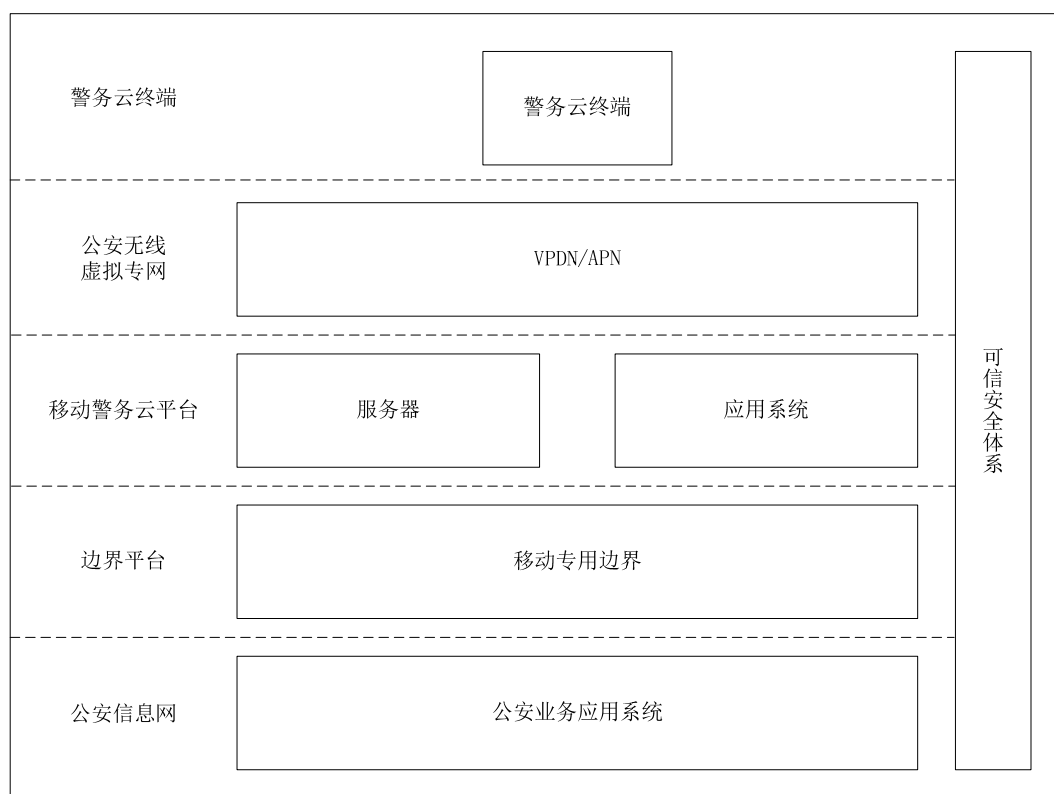 警务云终端
警务云终端
公安无线
虚拟专网
VPDN/APN
移动警务云平台
服务器
应用系统
边界平台
移动专用边界
公安信息网
公安业务应用系统
可信安全体系